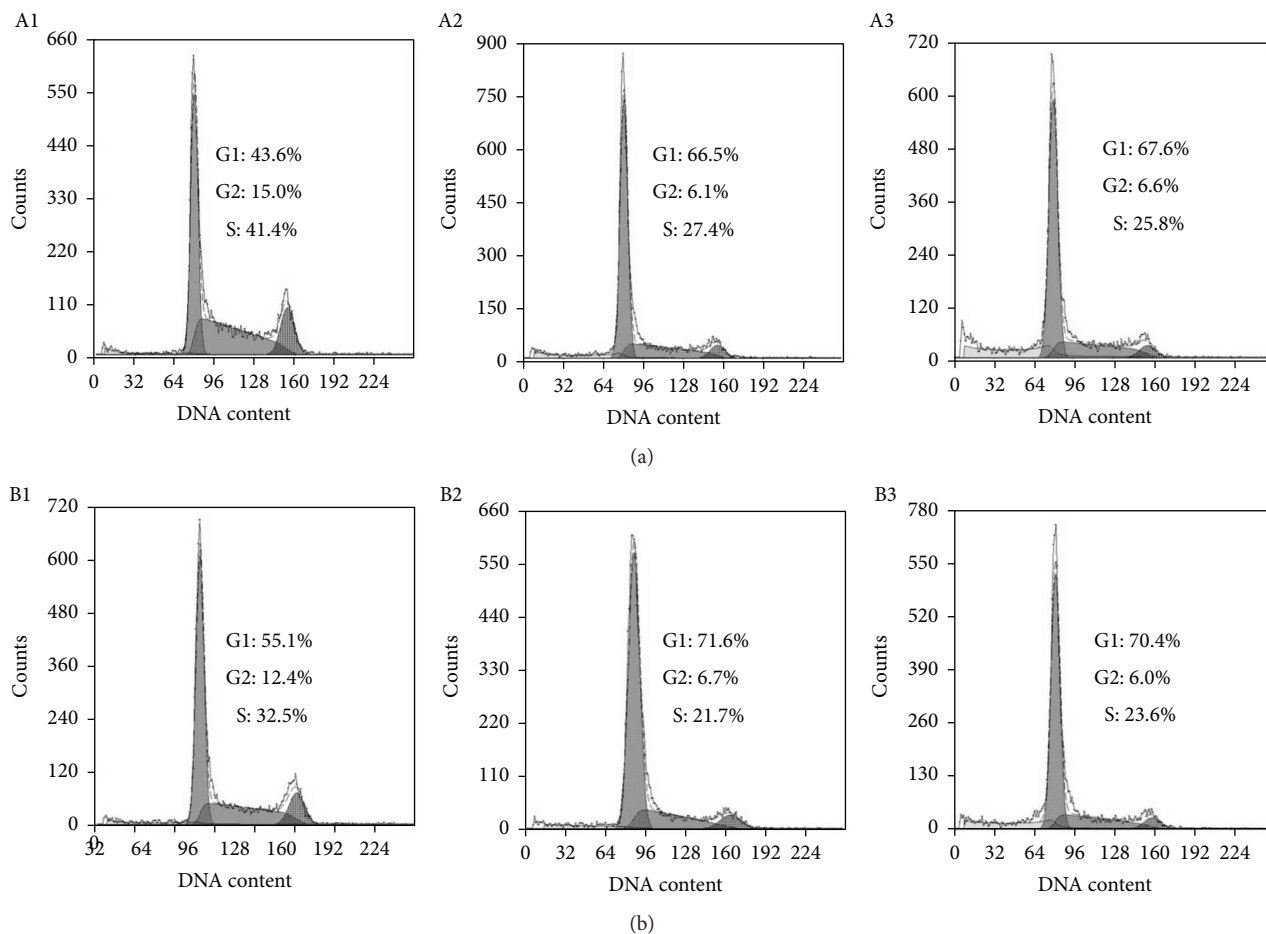 A1
660
550
440
330
220
110
0
Counts
G1: 43.6%
G2: 15.0%
S: 41.4%
0 32 64 96 128 160 192 224
DNA content
A2
900
750
600
450
300
150
0
Counts
G1: 66.5%
G2: 6.1%
S: 27.4%
0 32 64 96 128 160 192 224
DNA content
A3
720
600
480
360
240
120
0
Counts
G1: 67.6%
G2: 6.6%
S: 25.8%
0 32 64 96 128 160 192 224
DNA content
(a)
B1
720
600
480
360
240
120
0
Counts
G1: 55.1%
G2: 12.4%
S: 32.5%
32 64 96 128 160 192 224
DNA content
B2
660
550
440
330
220
110
0
Counts
G1: 71.6%
G2: 6.7%
S: 21.7%
0 32 64 96 128 160 192 224
DNA content
B3
780
650
520
390
260
130
0
Counts
G1: 70.4%
G2: 6.0%
S: 23.6%
0 32 64 96 128 160 192 224
DNA content
(b)